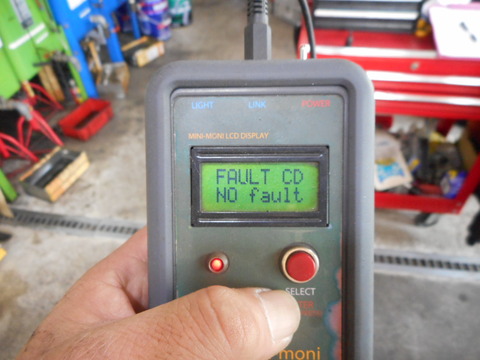 LIGHT LINK POWER
MINI-MONI LCD DISPLAY
FAULT CD
NO fault
SELECT
moni